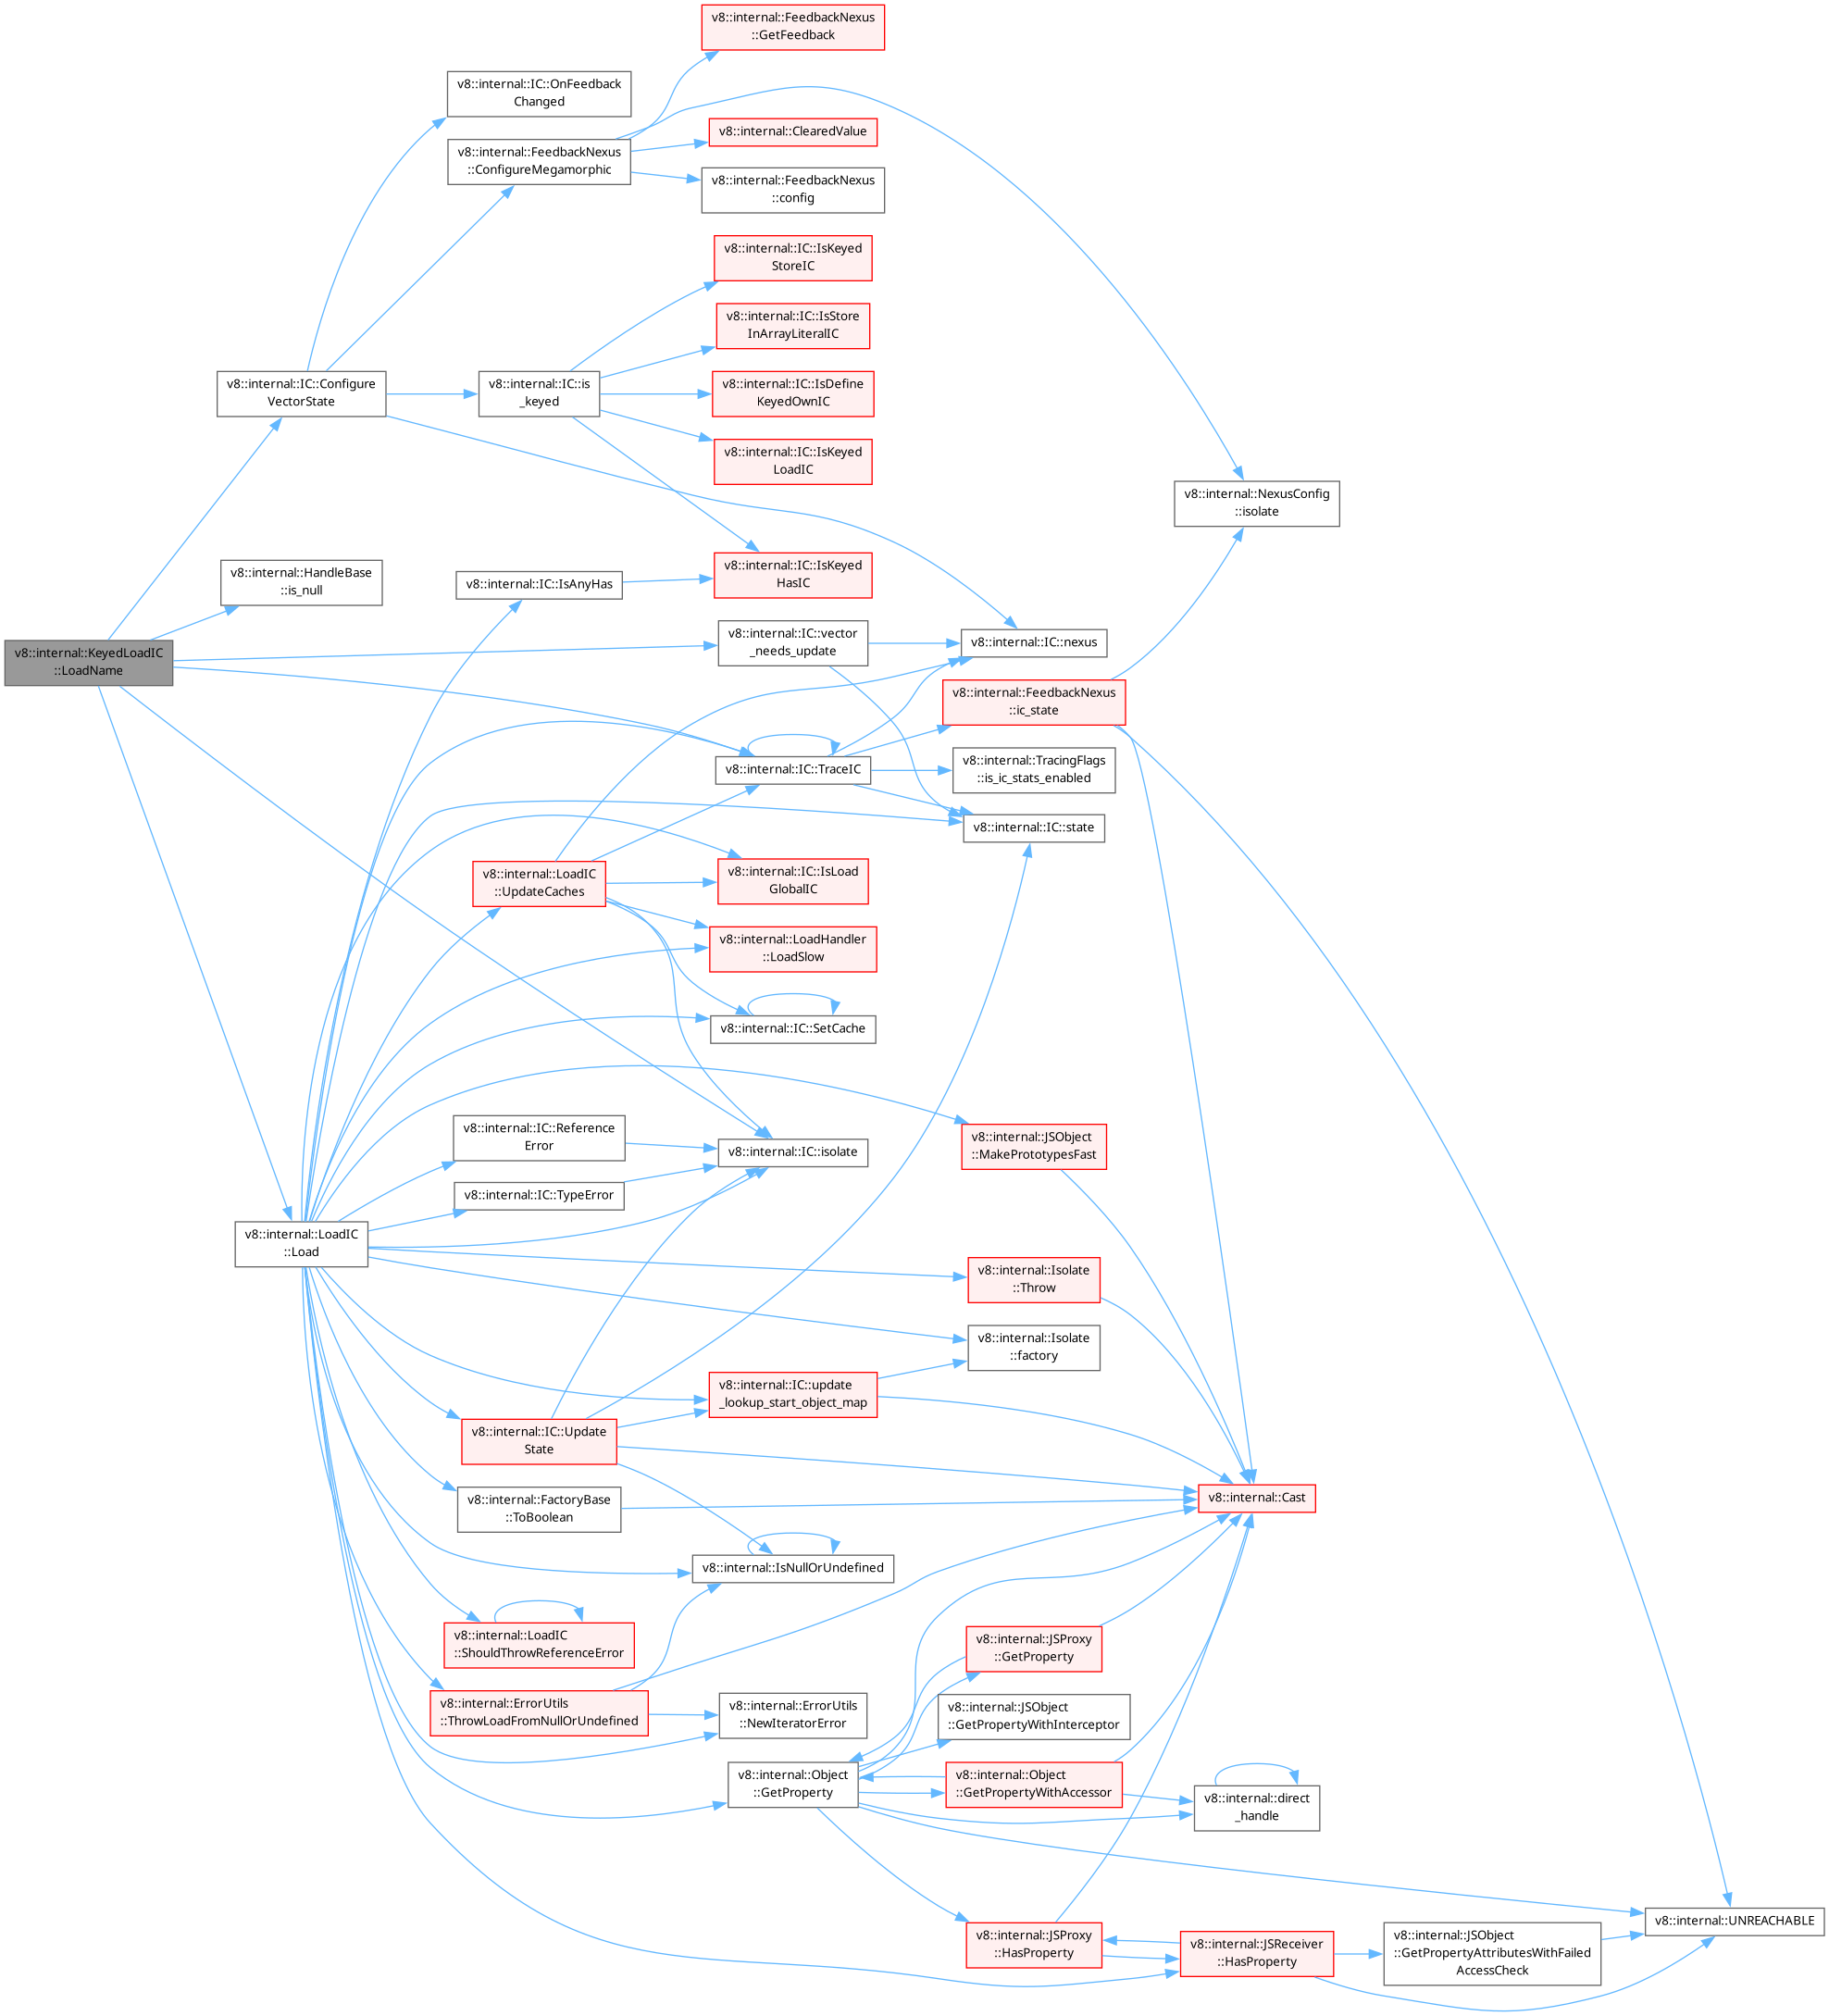 v8::internal::FeedbackNexus
::GetFeedback
v8::internal::IC::OnFeedback
Changed
v8::internal::ClearedValue
v8::internal::FeedbackNexus
::ConfigureMegamorphic
v8::internal::FeedbackNexus
::config
v8::internal::IC::IsKeyed
StoreIC
v8::internal::IC::IsStore
InArrayLiteralIC
v8::internal::IC::Configure
VectorState
v8::internal::IC::is
_keyed
v8::internal::IC::IsDefine
KeyedOwnIC
v8::internal::IC::IsKeyed
LoadIC
v8::internal::NexusConfig
::isolate
v8::internal::HandleBase
::is_null
v8::internal::IC::IsAnyHas
v8::internal::IC::IsKeyed
HasIC
v8::internal::KeyedLoadIC
::LoadName
v8::internal::IC::vector
_needs_update
v8::internal::IC::nexus
v8::internal::FeedbackNexus
::ic_state
v8::internal::IC::TraceIC
v8::internal::TracingFlags
::is_ic_stats_enabled
v8::internal::IC::state
v8::internal::LoadIC
::UpdateCaches
v8::internal::IC::IsLoad
GlobalIC
v8::internal::LoadHandler
::LoadSlow
v8::internal::IC::SetCache
v8::internal::IC::Reference
Error
v8::internal::IC::isolate
v8::internal::JSObject
::MakePrototypesFast
v8::internal::IC::TypeError
v8::internal::LoadIC
::Load
v8::internal::Isolate
::Throw
v8::internal::Isolate
::factory
v8::internal::IC::update
_lookup_start_object_map
v8::internal::IC::Update
State
v8::internal::FactoryBase
::ToBoolean
v8::internal::Cast
v8::internal::IsNullOrUndefined
v8::internal::LoadIC
::ShouldThrowReferenceError
v8::internal::JSProxy
::GetProperty
v8::internal::ErrorUtils
::ThrowLoadFromNullOrUndefined
v8::internal::ErrorUtils
::NewIteratorError
v8::internal::JSObject
::GetPropertyWithInterceptor
v8::internal::Object
::GetProperty
v8::internal::Object
::GetPropertyWithAccessor
v8::internal::direct
_handle
v8::internal::UNREACHABLE
v8::internal::JSProxy
::HasProperty
v8::internal::JSReceiver
::HasProperty
v8::internal::JSObject
::GetPropertyAttributesWithFailed
AccessCheck